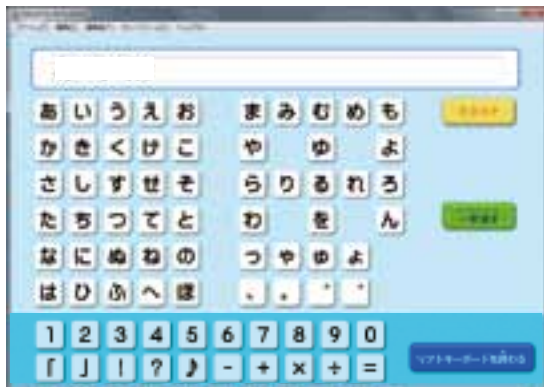 あ い う え お ま み む め も
か き く け こ や ゆ よ
さ し す せ そ ら り る れ ろ
た ち つ て と わ を ん
な に ぬ ね の っ ゃ ゅ ょ
は ひ ふ へ ほ 、 。 ゛ ゜
1 2 3 4 5 6 7 8 9 0
「 」 ! ? ♪ - + × ÷ =
ソフトキーボードを終わる